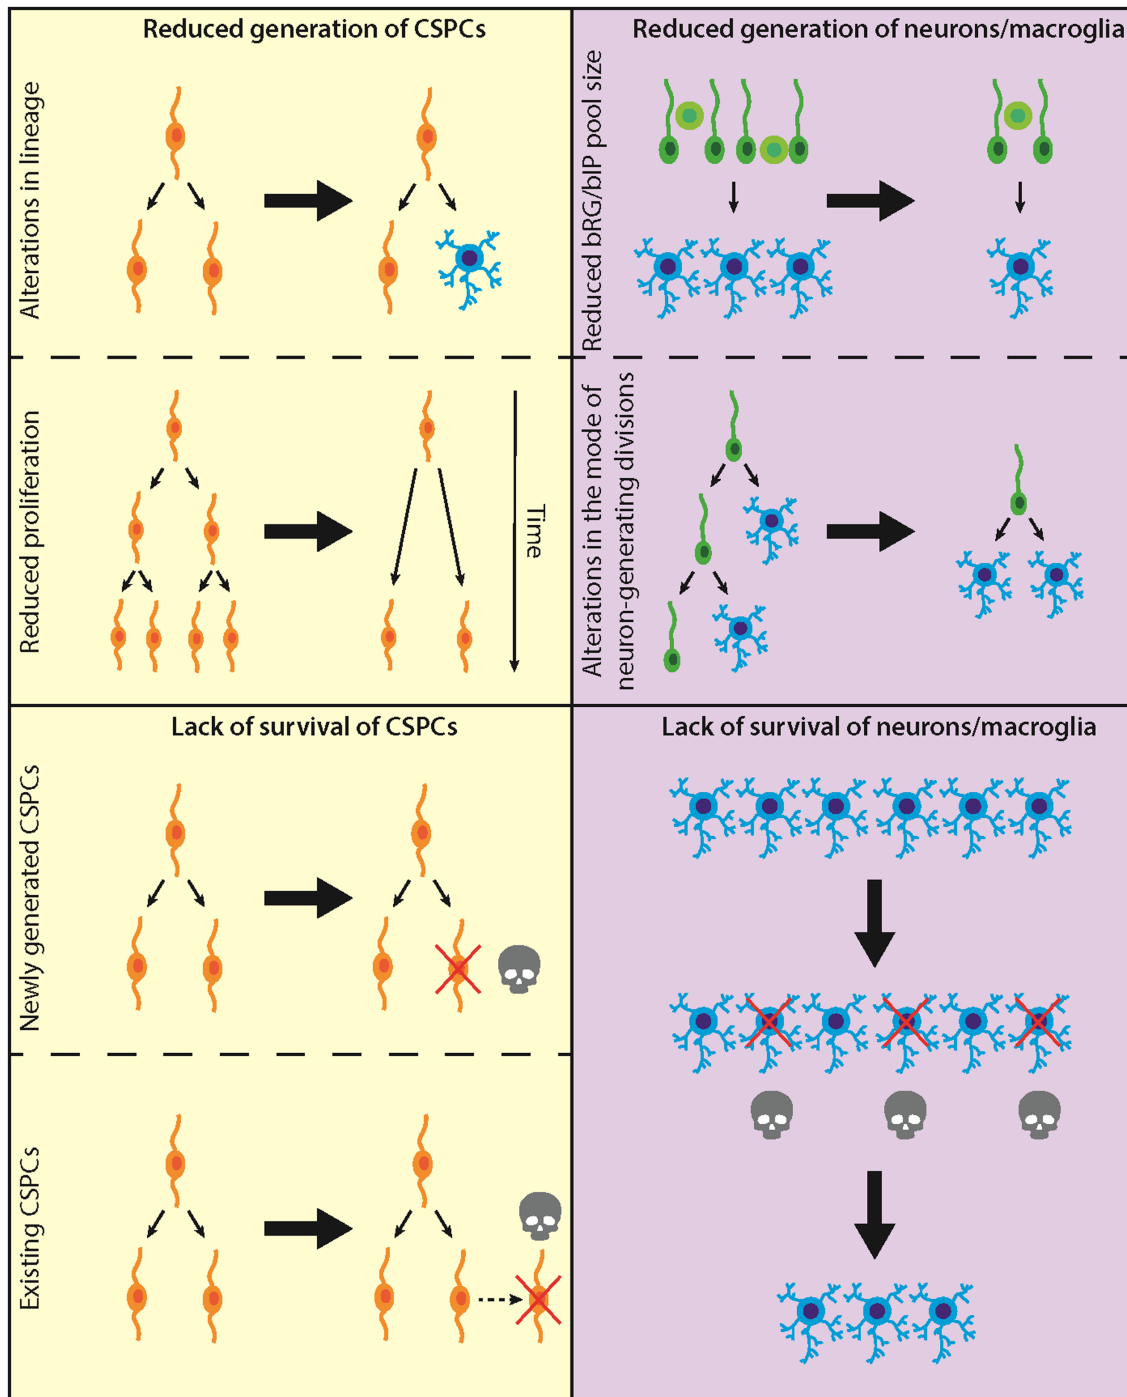 Reduced generation of CSPCs
Reduced generation of neurons/macroglia
Alterations in lineage
Reduced bRG/bIP pool size
Reduced proliferation
Time
Alterations in the mode of
neuron-generating divisions
Lack of survival of CSPCs
Lack of survival of neurons/macroglia
Newly generated CSPCs
Existing CSPCs